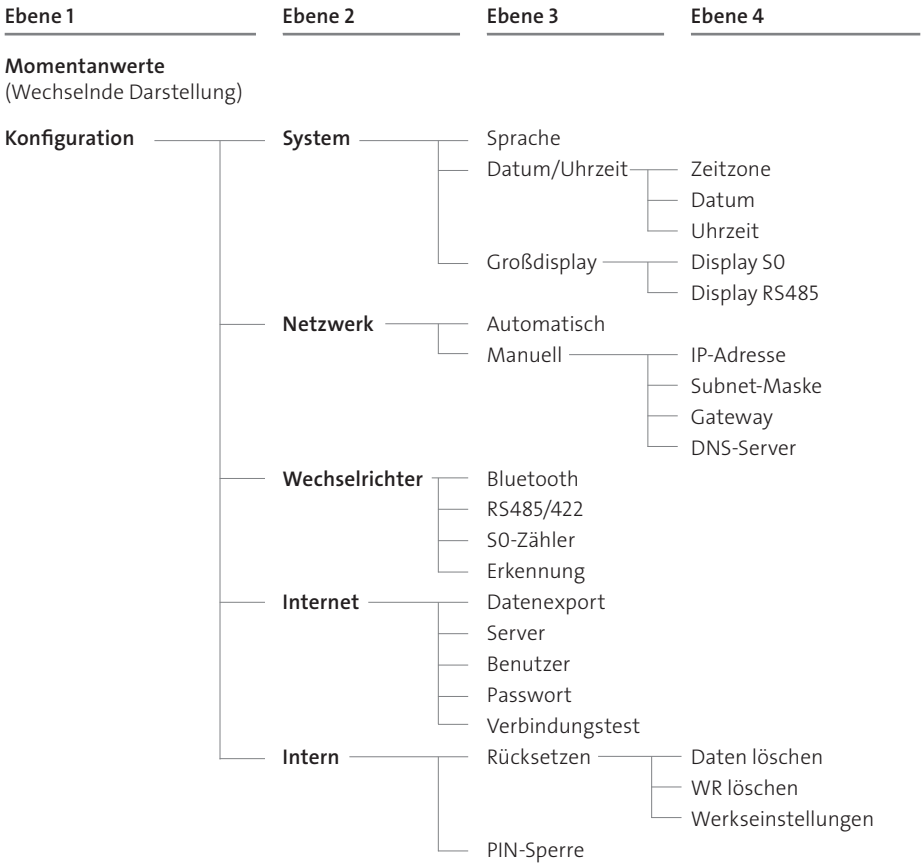 Ebene 1 Ebene 2 Ebene 3 Ebene 4
Momentanwerte
(Wechselnde Darstellung)
Konfiguration System Sprache
Datum/Uhrzeit Zeitzone
Datum
Uhrzeit
Großdisplay Display S0
Display RS485
Netzwerk Automatisch
Manuell IP-Adresse
Subnet-Maske
Gateway
DNS-Server
Wechselrichter Bluetooth
RS485/422
S0-Zähler
Erkennung
Internet Datenexport
Server
Benutzer
Passwort
Verbindungstest
Intern Rücksetzen Daten löschen
WR löschen
Werkseinstellungen
PIN-Sperre